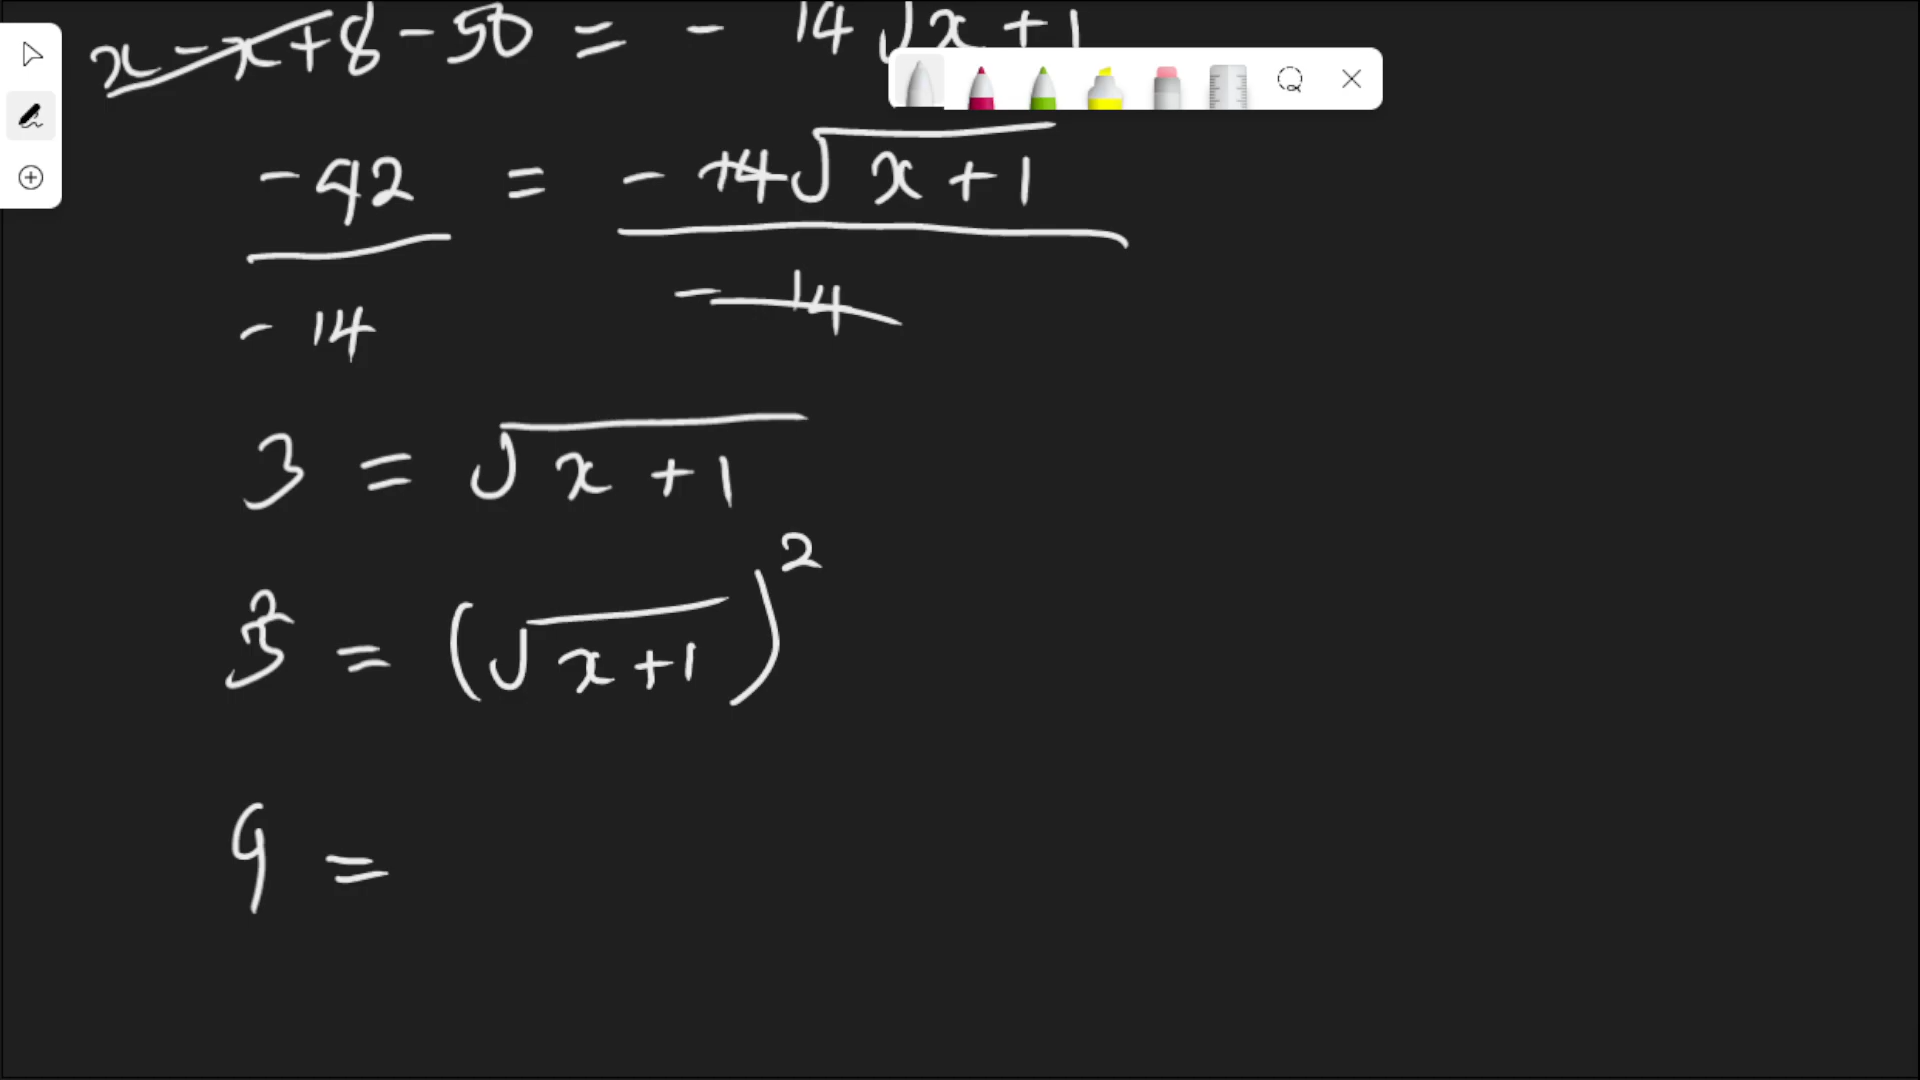 x - x + 8 - 50 = - 14 √x + 1
-42 = - 14√x + 1
- 14 - 14
3 = √x + 1
3² = (√x+1)²
9 =